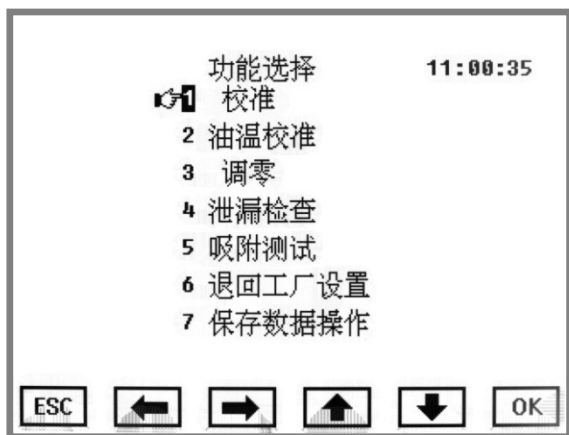 功能选择 11:00:35
1 校准
2 油温校准
3 调零
4 泄漏检查
5 吸附测试
6 退回工厂设置
7 保存数据操作
ESC OK